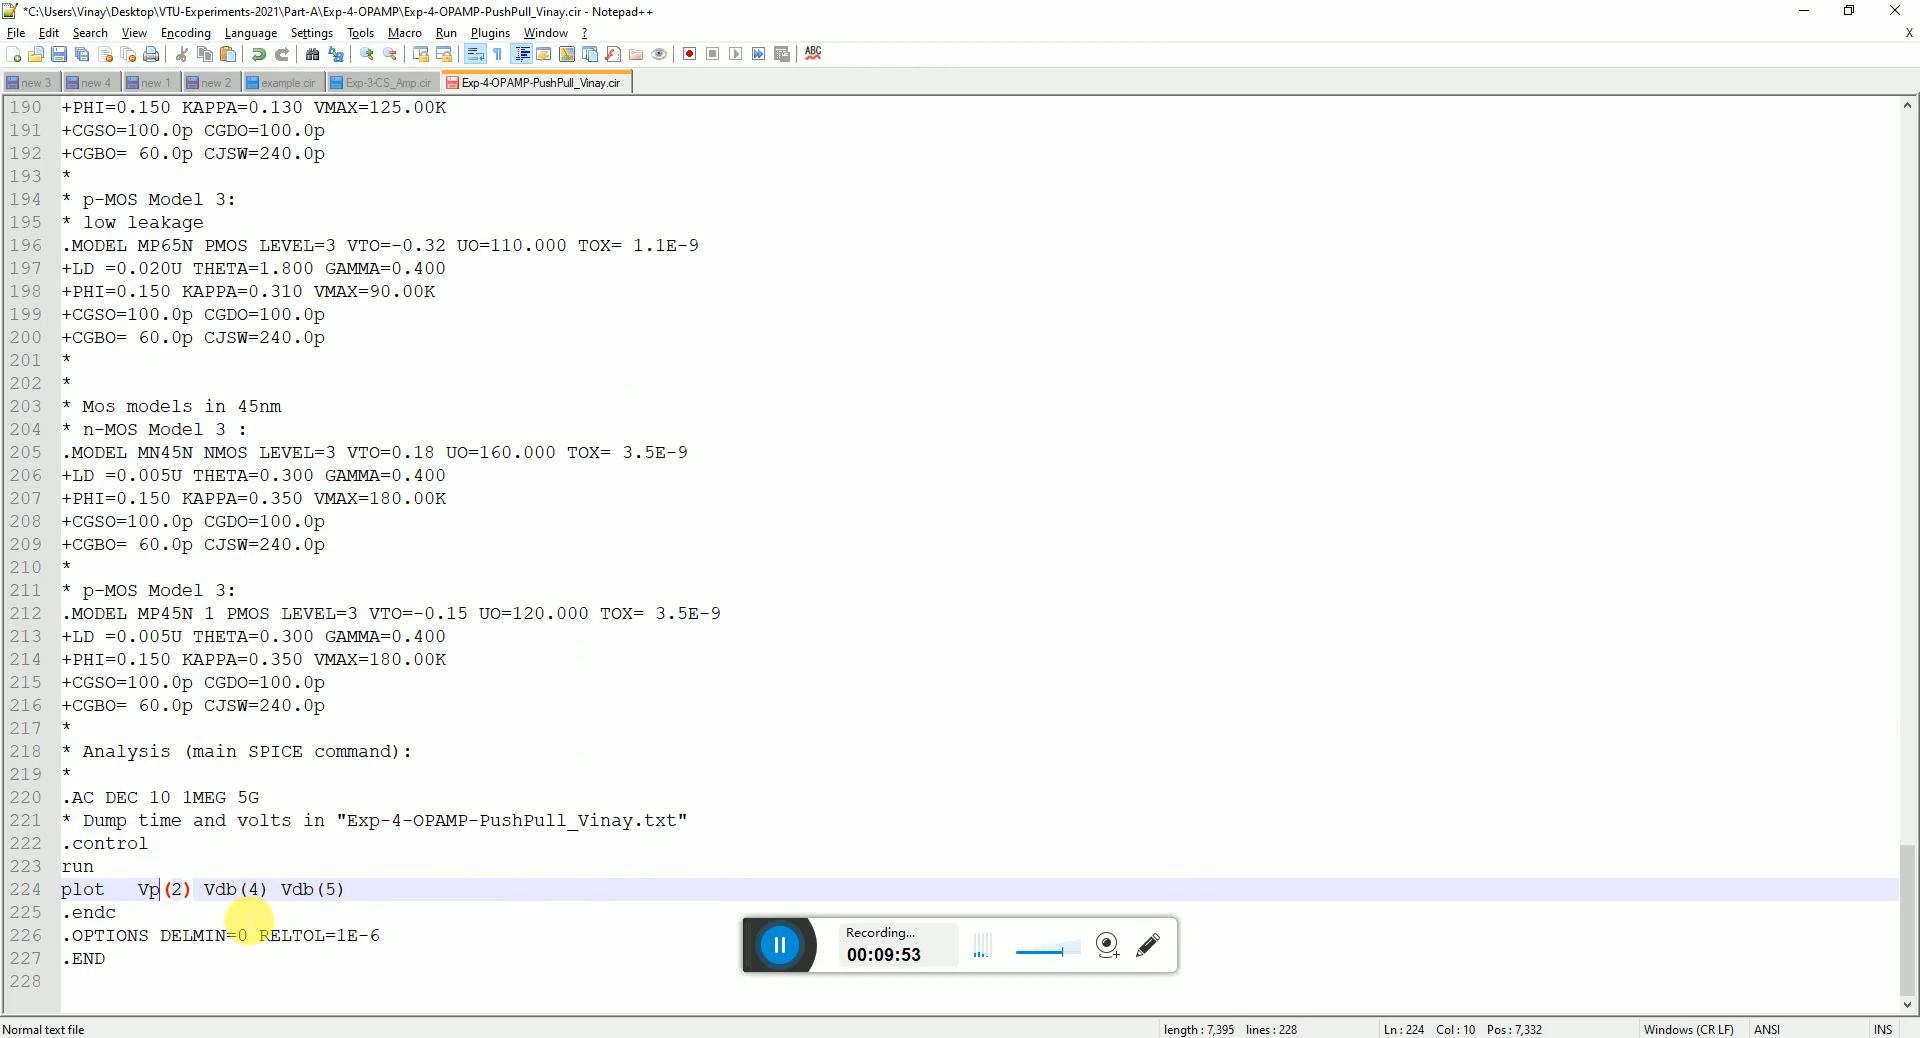 *C:\Users\Vinay\Desktop\VTU-Experiments-2021\Part-A\Exp-4-OPAMP\Exp-4-OPAMP-PushPull_Vinay.cir - Notepad++
File Edit Search View Encoding Language Settings Tools Macro Run Plugins Window ? X
new 3 new 4 new 1 new 2 example.cir Exp-3-CS_Amp.cir Exp-4-OPAMP-PushPull_Vinay.cir
190 +PHI=0.150 KAPPA=0.130 VMAX=125.00K
191 +CGSO=100.0p CGDO=100.0p
192 +CGBO= 60.0p CJSW=240.0p
193 *
194 * p-MOS Model 3:
195 * low leakage
196 .MODEL MP65N PMOS LEVEL=3 VTO=-0.32 UO=110.000 TOX= 1.1E-9
197 +LD =0.020U THETA=1.800 GAMMA=0.400
198 +PHI=0.150 KAPPA=0.310 VMAX=90.00K
199 +CGSO=100.0p CGDO=100.0p
200 +CGBO= 60.0p CJSW=240.0p
201 *
202 *
203 * Mos models in 45nm
204 * n-MOS Model 3 :
205 .MODEL MN45N NMOS LEVEL=3 VTO=0.18 UO=160.000 TOX= 3.5E-9
206 +LD =0.005U THETA=0.300 GAMMA=0.400
207 +PHI=0.150 KAPPA=0.350 VMAX=180.00K
208 +CGSO=100.0p CGDO=100.0p
209 +CGBO= 60.0p CJSW=240.0p
210 *
211 * p-MOS Model 3:
212 .MODEL MP45N 1 PMOS LEVEL=3 VTO=-0.15 UO=120.000 TOX= 3.5E-9
213 +LD =0.005U THETA=0.300 GAMMA=0.400
214 +PHI=0.150 KAPPA=0.350 VMAX=180.00K
215 +CGSO=100.0p CGDO=100.0p
216 +CGBO= 60.0p CJSW=240.0p
217 *
218 * Analysis (main SPICE command):
219 *
220 .AC DEC 10 1MEG 5G
221 * Dump time and volts in "Exp-4-OPAMP-PushPull_Vinay.txt"
222 .control
223 run
224 plot   Vp(2) Vdb(4) Vdb(5)
225 .endc
226 .OPTIONS DELMIN=0 RELTOL=1E-6
227 .END
228
Recording...
00:09:53
Normal text file length : 7,395 lines : 228 Ln : 224 Col : 10 Pos : 7,332 Windows (CR LF) ANSI INS